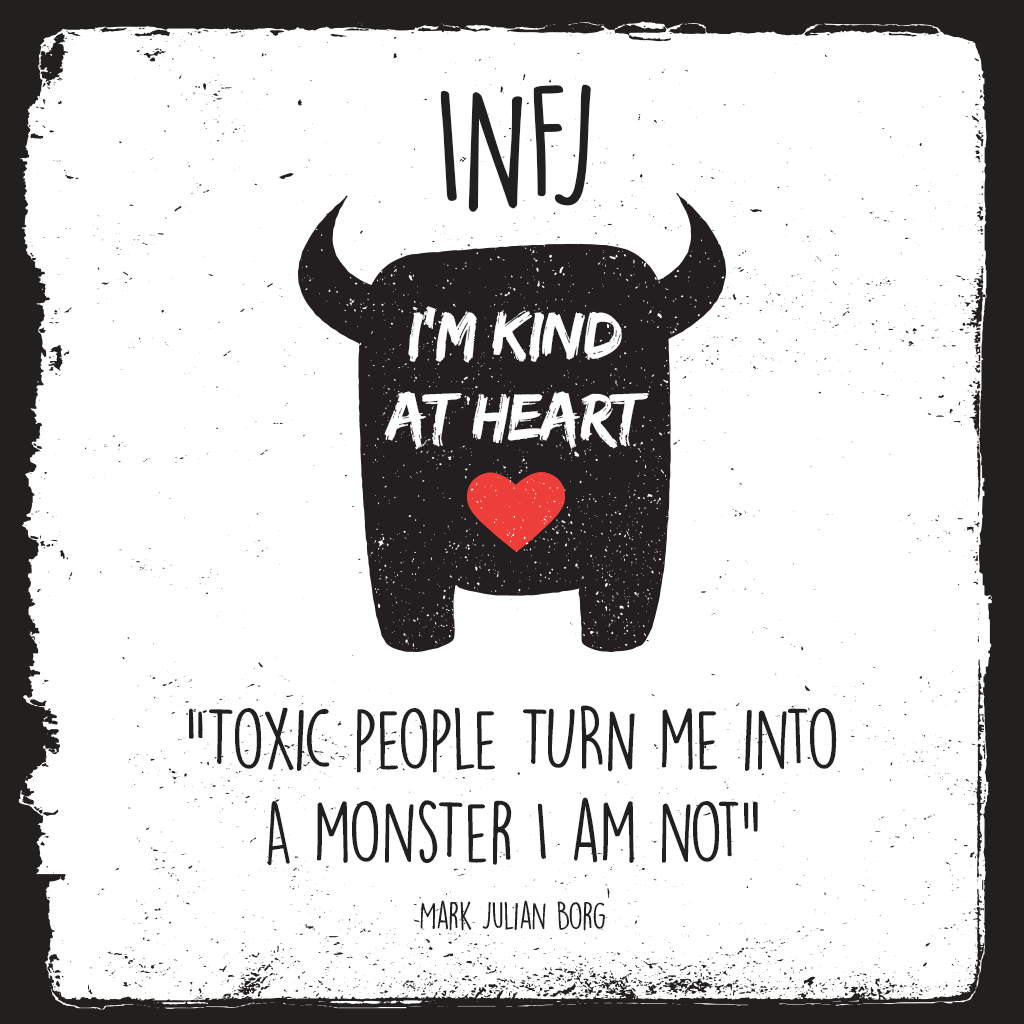 INFJ
I'M KIND
AT HEART
"TOXIC PEOPLE TURN ME INTO
A MONSTER I AM NOT"
MARK JULIAN BORG